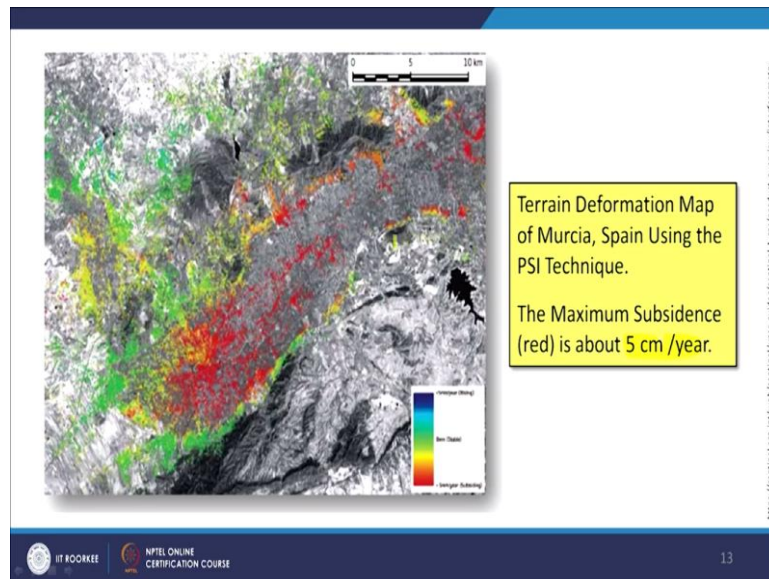 0 5 10 km
Terrain Deformation Map
of Murcia, Spain Using the
PSI Technique.
The Maximum Subsidence
(red) is about 5 cm /year.
0mm (Stable)
IIT ROORKEE
NPTEL ONLINE
CERTIFICATION COURSE
13